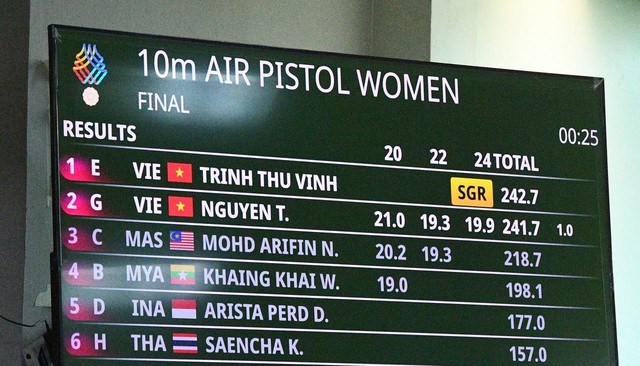 10m AIR PISTOL WOMEN
FINAL
00:25
RESULTS 20 22 24 TOTAL
1 E VIE TRINH THU VINH SGR 242.7
2 G VIE NGUYEN T. 21.0 19.3 19.9 241.7 1.0
3 C MAS MOHD ARIFIN N. 20.2 19.3 218.7
4 B MYA KHAING KHAI W. 19.0 198.1
5 D INA ARISTA PERD D. 177.0
6 H THA SAENCHA K. 157.0